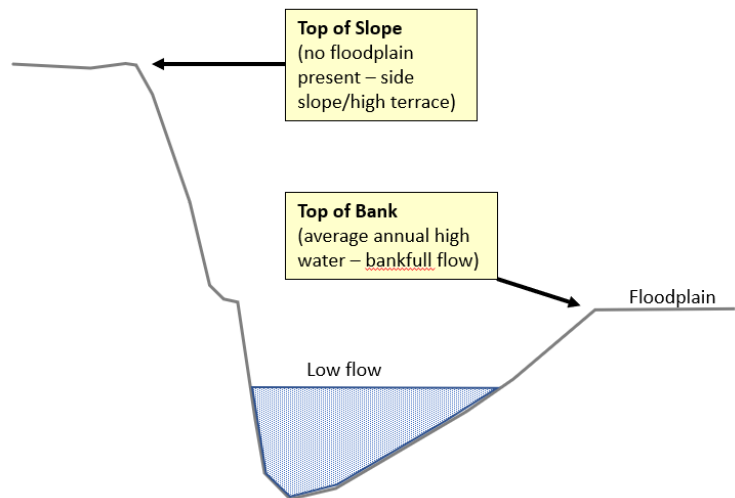 Top of Slope
(no floodplain
present – side
slope/high terrace)
Top of Bank
(average annual high
water – bankfull flow)
Floodplain
Low flow